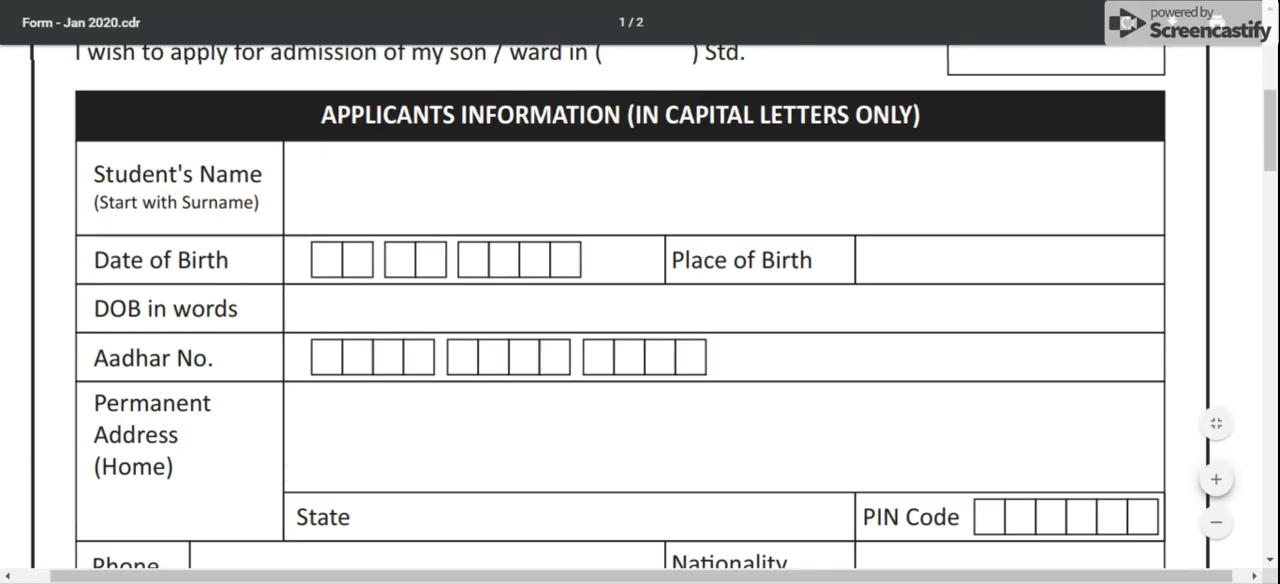 Form - Jan 2020.cdr
1 / 2
powered by
Screencastify
I wish to apply for admission of my son / ward in ( ) Std.
APPLICANTS INFORMATION (IN CAPITAL LETTERS ONLY)
Student's Name
(Start with Surname)
Date of Birth
Place of Birth
DOB in words
Aadhar No.
Permanent
Address
(Home)
State
PIN Code
Phone
Nationality